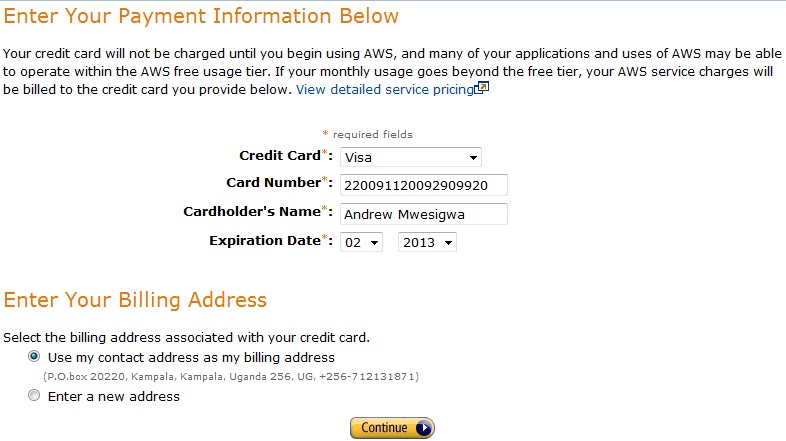 Enter Your Payment Information Below
Your credit card will not be charged until you begin using AWS, and many of your applications and uses of AWS may be able
to operate within the AWS free usage tier. If your monthly usage goes beyond the free tier, your AWS service charges will
be billed to the credit card you provide below. View detailed service pricing
* required fields
Credit Card*: Visa
Card Number*: 220091120092909920
Cardholder's Name*: Andrew Mwesigwa
Expiration Date*: 02 2013
Enter Your Billing Address
Select the billing address associated with your credit card.
Use my contact address as my billing address
(P.O.box 20220, Kampala, Kampala, Uganda 256, UG, +256-712131871)
Enter a new address
Continue